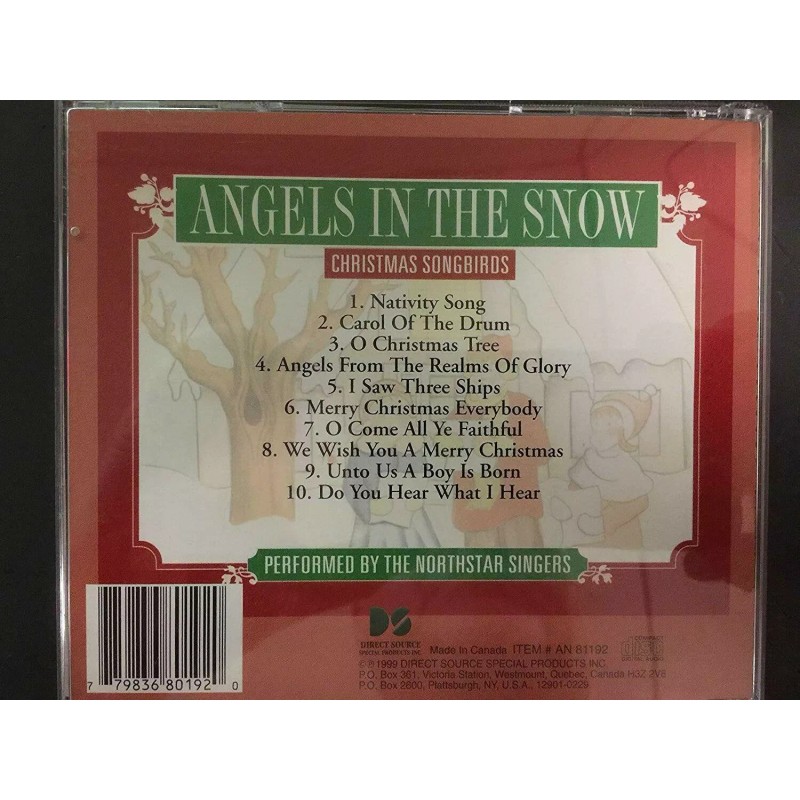 ANGELS IN THE SNOW
CHRISTMAS SONGBIRDS
1. Nativity Song
2. Carol Of The Drum
3. O Christmas Tree
4. Angels From The Realms Of Glory
5. I Saw Three Ships
6. Merry Christmas Everybody
7. O Come All Ye Faithful
8. We Wish You A Merry Christmas
9. Unto Us A Boy Is Born
10. Do You Hear What I Hear
PERFORMED BY THE NORTHSTAR SINGERS
DS
DIRECT SOURCE
SPECIAL PRODUCTS INC
Made In Canada ITEM # AN 81192
COMPACT
disc
DIGITAL AUDIO
© ℗ 1999 DIRECT SOURCE SPECIAL PRODUCTS INC.
P.O. Box 361, Victoria Station, Westmount, Quebec, Canada H3Z 2V8
P.O. Box 2800, Plattsburgh, NY, U.S.A., 12901-0229
7 79836 80192 0